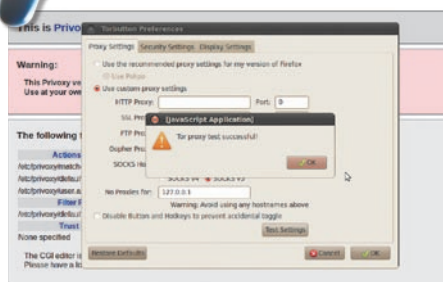 This is Privo
Torbutton Preferences
Proxy Settings Security Settings Display Settings
Use the recommended proxy settings for my version of Firefox
Use Polipo
Use custom proxy settings
HTTP Proxy: Port: 0
SSL Pro
[JavaScript Application]
Tor proxy test successful!
OK
FTP Pro
Gopher Pro
SOCKS Ho
SOCKS v4 SOCKS v5
No Proxies for: 127.0.0.1
Warning: Avoid using any hostnames above
Disable Button and Hotkeys to prevent accidental toggle
Test Settings
Restore Defaults Cancel OK
Warning:
This Privoxy ve
Use at your own
The following
Actions
/etc/privoxy/match-
/etc/privoxy/defaul
/etc/privoxy/user.a
Filter F
/etc/privoxy/defaul
Trust
None specified
The CGI editor is
Please have a lo